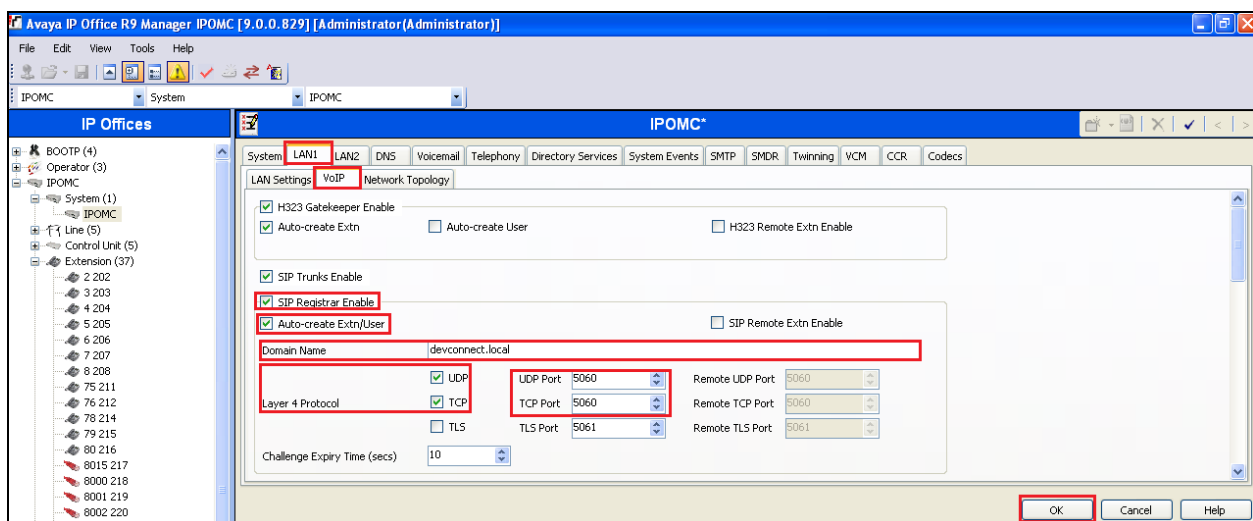 Avaya IP Office R9 Manager IPOMC [9.0.0.829] [Administrator(Administrator)]
File Edit View Tools Help
IPOMC System IPOMC
IP Offices
IPOMC*
BOOTP (4)
Operator (3)
IPOMC
System (1)
IPOMC
Line (5)
Control Unit (5)
Extension (37)
2 202
3 203
4 204
5 205
6 206
7 207
8 208
75 211
76 212
78 214
79 215
80 216
8015 217
8000 218
8001 219
8002 220
System LAN1 LAN2 DNS Voicemail Telephony Directory Services System Events SMTP SMDR Twinning VCM CCR Codecs
LAN Settings VoIP Network Topology
H323 Gatekeeper Enable
Auto-create Extn Auto-create User H323 Remote Extn Enable
SIP Trunks Enable
SIP Registrar Enable
Auto-create Extn/User SIP Remote Extn Enable
Domain Name devconnect.local
UDP UDP Port 5060 Remote UDP Port 5060
Layer 4 Protocol TCP TCP Port 5060 Remote TCP Port 5060
TLS TLS Port 5061 Remote TLS Port 5061
Challenge Expiry Time (secs) 10
OK Cancel Help